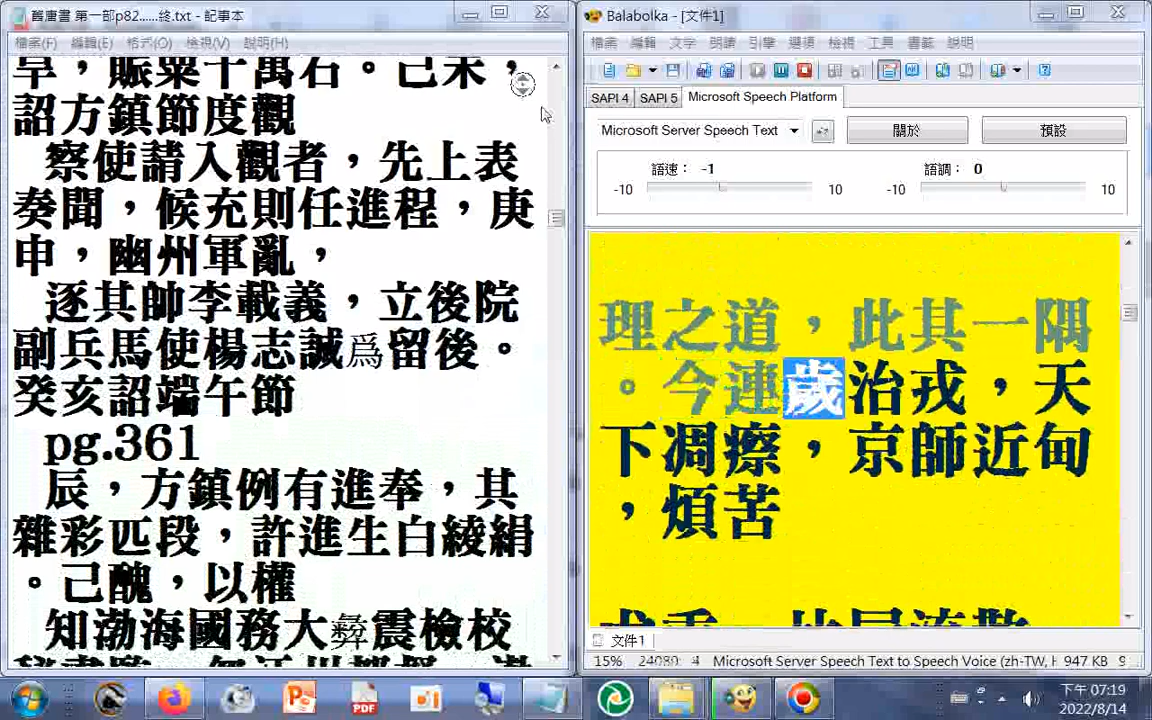 舊唐書 第一部p82......終.txt - 記事本
檔案(F) 編輯(E) 格式(O) 檢視(V) 說明(H)
旱，賑粟十萬石。己未，
詔方鎮節度觀
察使請入觀者，先上表
奏聞，候充則任進程，庚
申，幽州軍亂，
逐其帥李載義，立後院
副兵馬使楊志誠爲留後。
癸亥詔端午節
pg.361
辰，方鎮例有進奉，其
雜彩匹段，許進生白綾絹
。己醜，以權
知渤海國務大彜震檢校
Balabolka - [文件1]
檔案 編輯 文字 朗讀 引擎 選項 檢視 工具 書籤 說明
SAPI 4 SAPI 5 Microsoft Speech Platform
Microsoft Server Speech Text 關於 預設
語速： -1 語調： 0
-10 10 -10 10
理之道，此其一隅
。今連歲治戎，天
下凋瘵，京師近甸
，煩苦
文件1
15% 24080: 4 Microsoft Server Speech Text to Speech Voice (zh-TW, H 947 KB 9
下午 07:19
2022/8/14